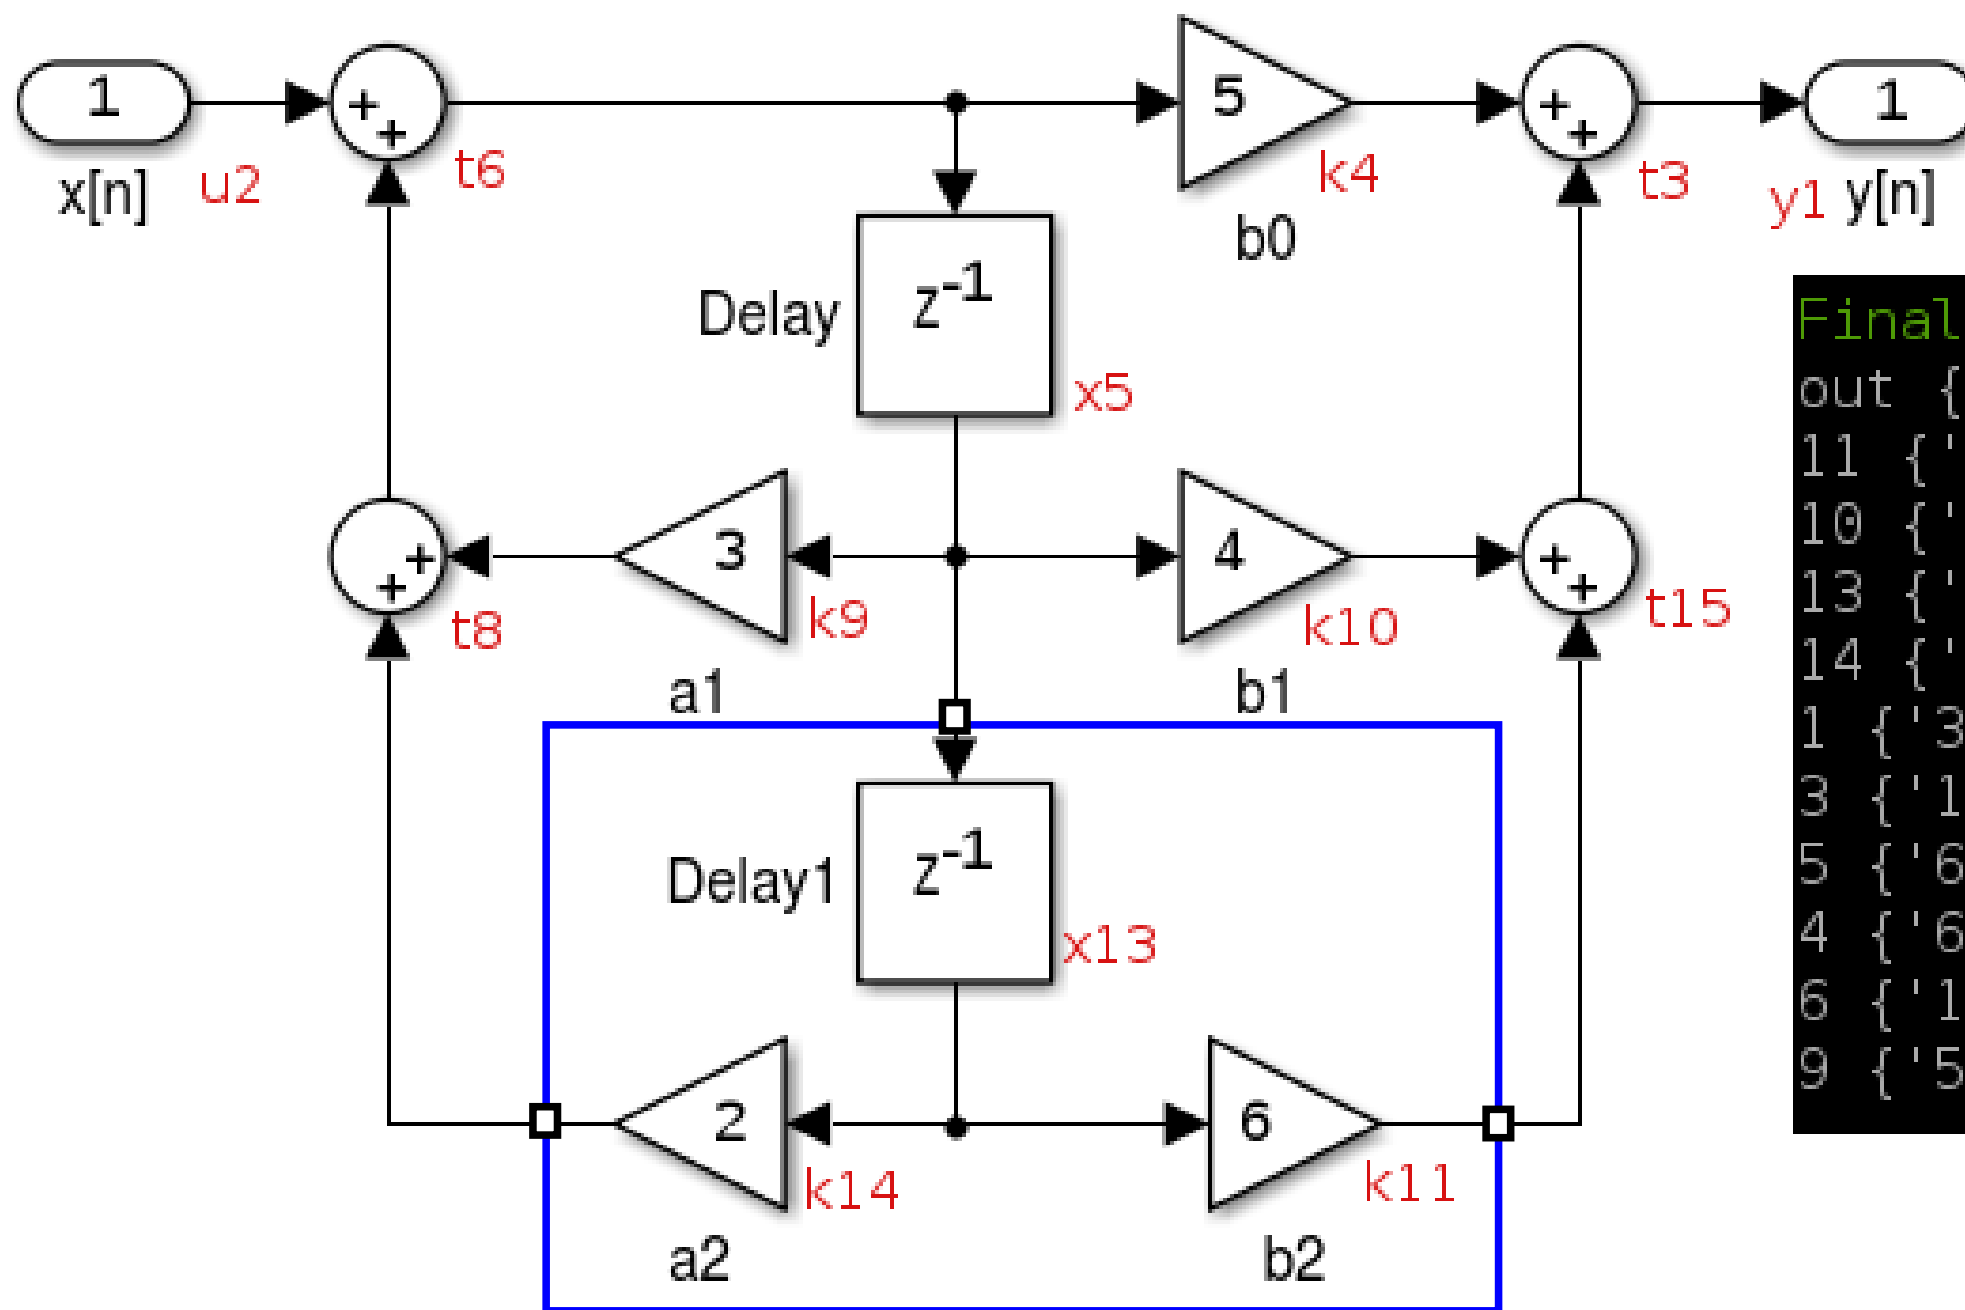 1
x[n]
u2
+
+
t6
5
k4
b0
+
+
t3
1
y1 y[n]
Delay
z-1
x5
+
+
t8
3
k9
a1
4
k10
b1
+
+
t15
Delay1
z-1
x13
2
k14
a2
6
k11
b2
Final
out {
11 {'
10 {'
13 {'
14 {'
1 {'3
3 {'1
5 {'6
4 {'6
6 {'1
9 {'5